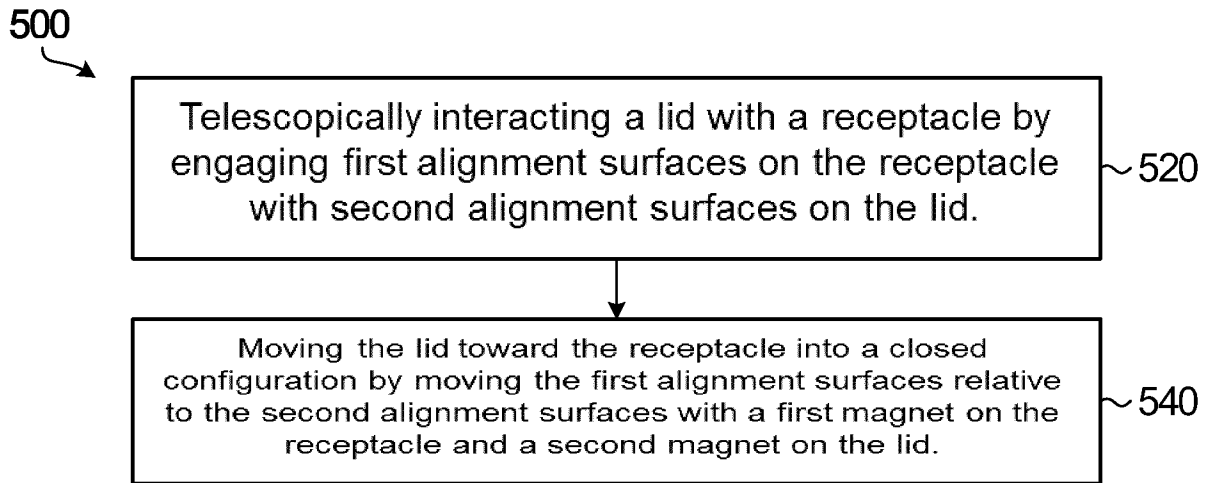 500
Telescopically interacting a lid with a receptacle by
engaging first alignment surfaces on the receptacle
with second alignment surfaces on the lid.
520
Moving the lid toward the receptacle into a closed
configuration by moving the first alignment surfaces relative
to the second alignment surfaces with a first magnet on the
receptacle and a second magnet on the lid.
540